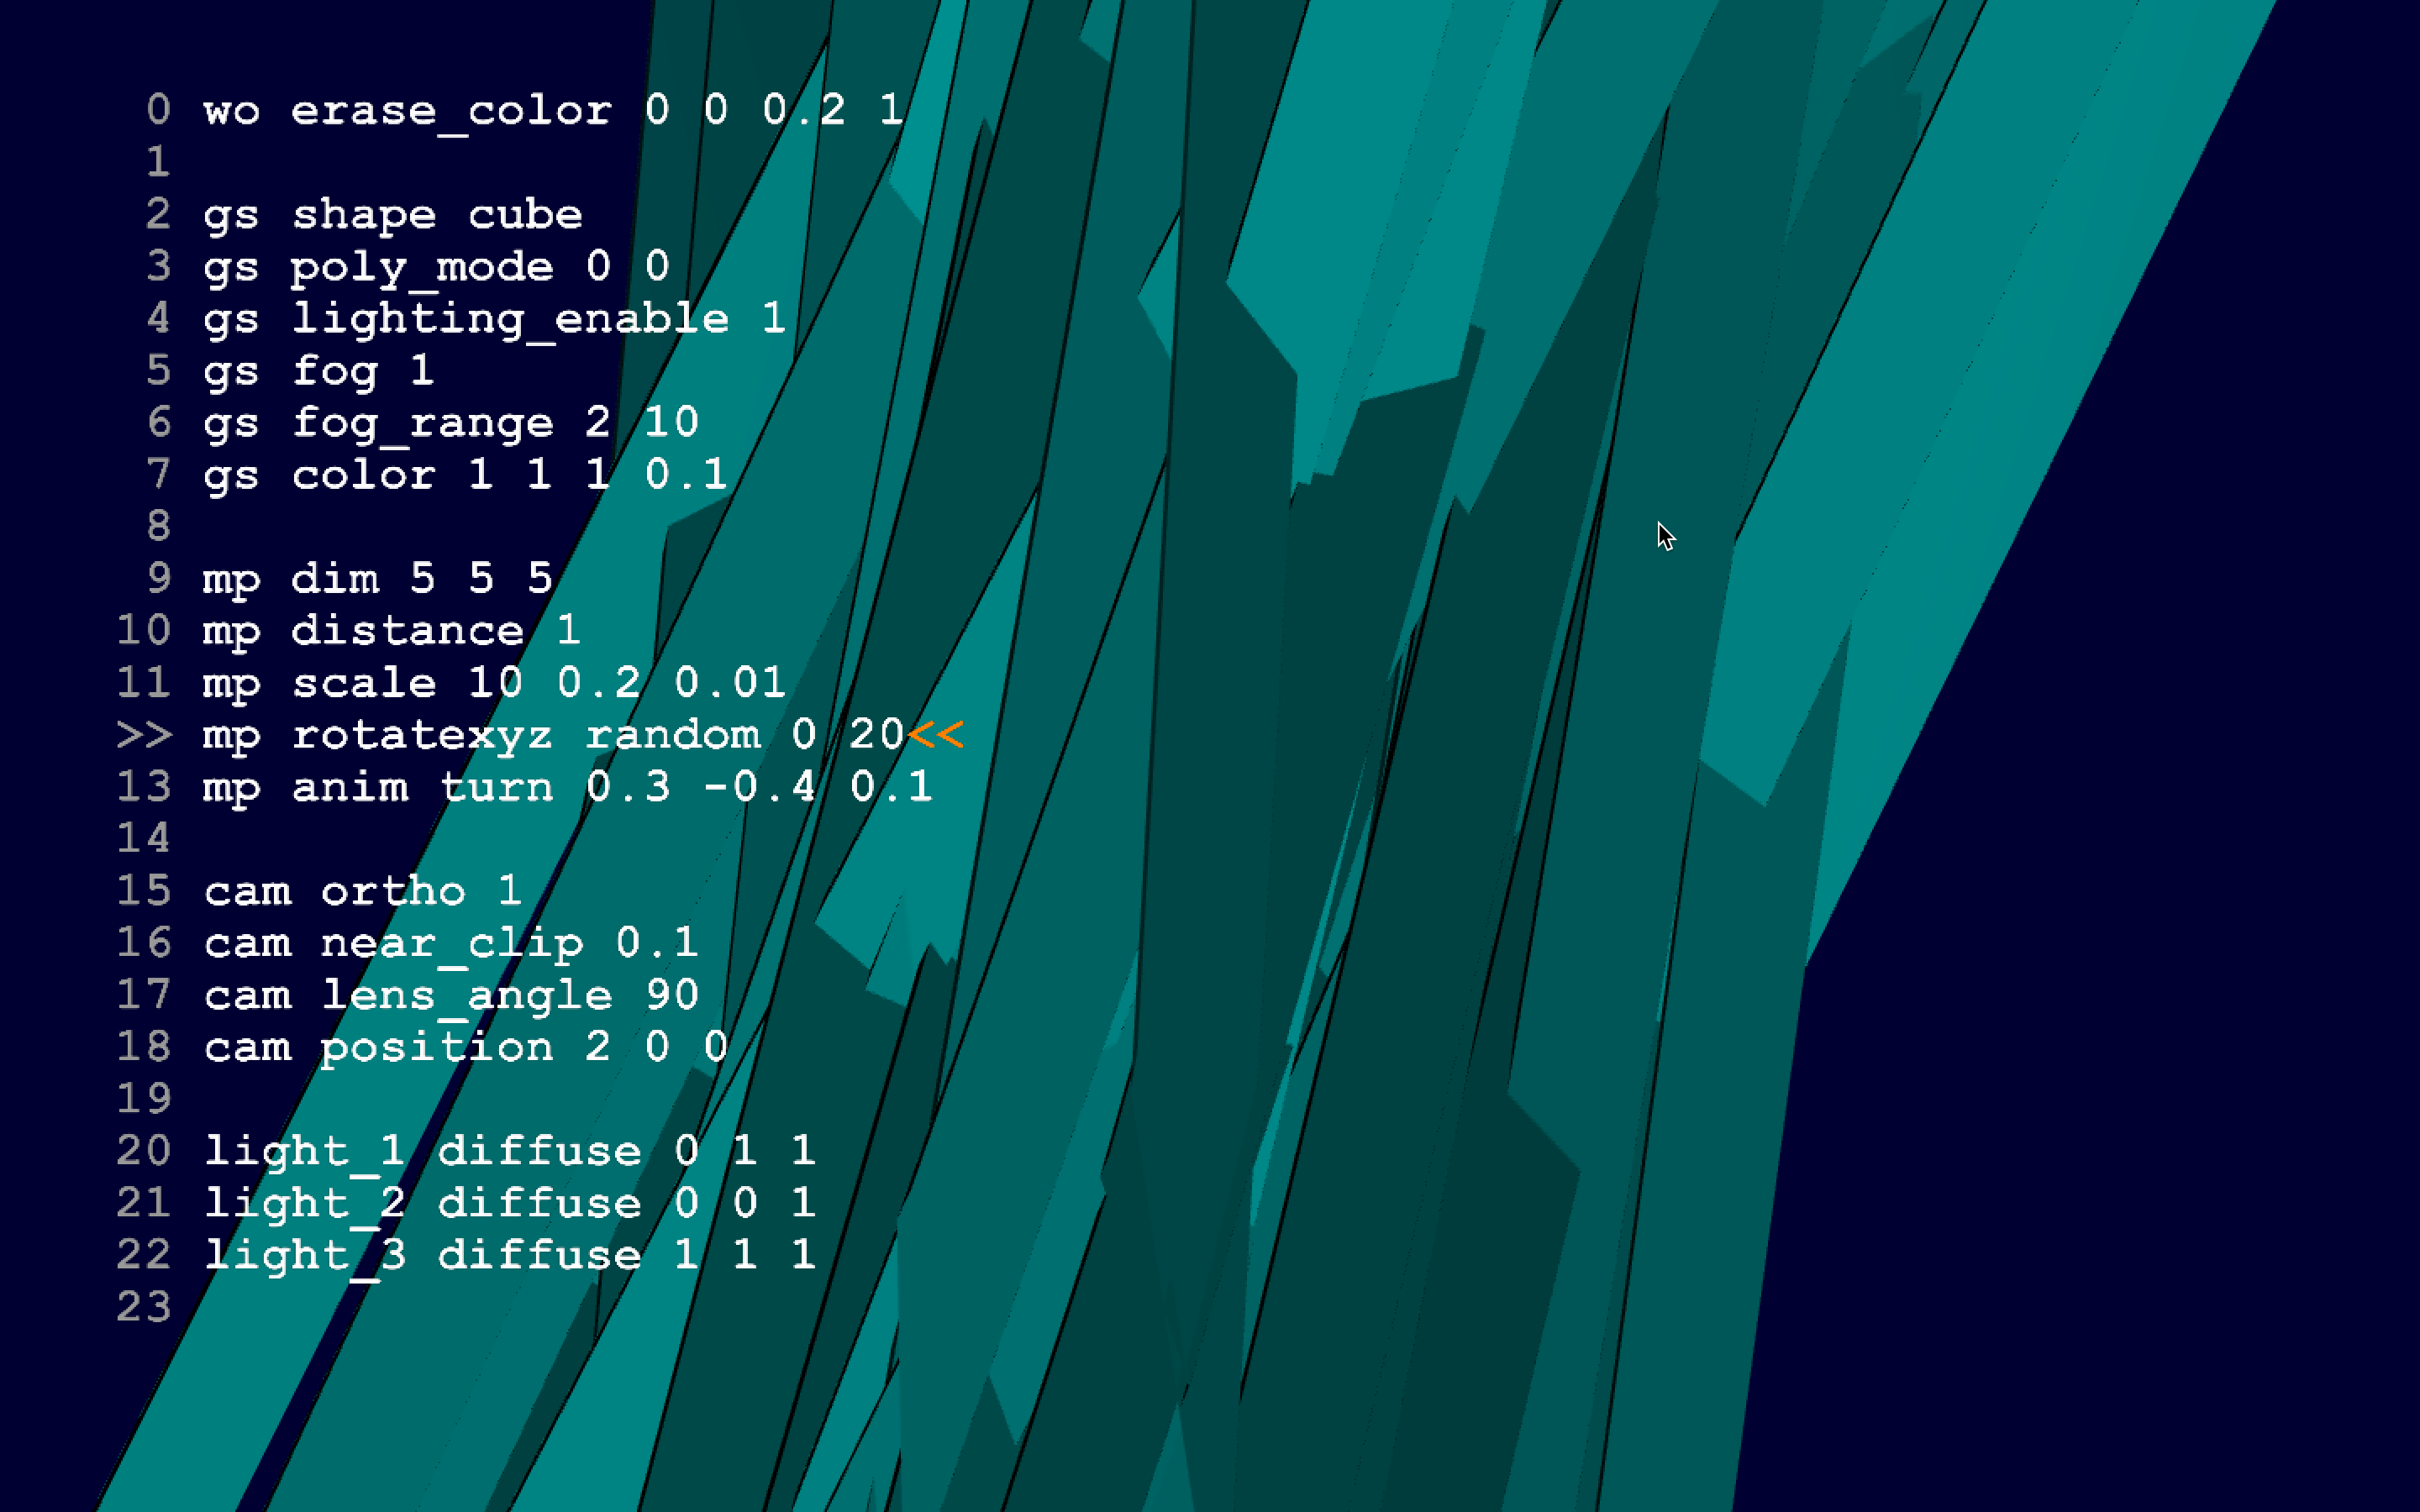 0 wo erase_color 0 0 0.2 1
1
2 gs shape cube
3 gs poly_mode 0 0
4 gs lighting_enable 1
5 gs fog 1
6 gs fog_range 2 10
7 gs color 1 1 1 0.1
8
9 mp dim 5 5 5
10 mp distance 1
11 mp scale 10 0.2 0.01
>> mp rotatexyz random 0 20<<
13 mp anim turn 0.3 -0.4 0.1
14
15 cam ortho 1
16 cam near_clip 0.1
17 cam lens_angle 90
18 cam position 2 0 0
19
20 light_1 diffuse 0 1 1
21 light_2 diffuse 0 0 1
22 light_3 diffuse 1 1 1
23